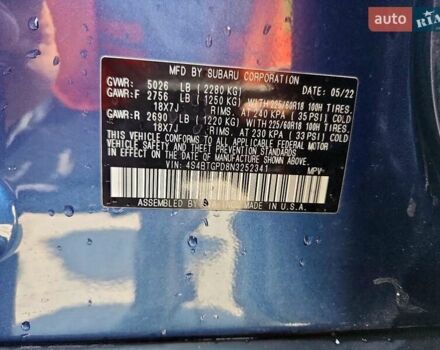 AUTO RIA
MFD BY SUBARU CORPORATION DATE: 05/22
GVWR: 5026 LB ( 2280 KG)
GAWR:F 2756 LB ( 1250 KG) WITH 225/60R18 100H TIRES.
18X7J RIMS. AT 240 KPA ( 35 PSI) COLD
GAWR:R 2690 LB ( 1220 KG) WITH 225/60R18 100H TIRES.
18X7J RIMS. AT 230 KPA ( 33 PSI) COLD
THIS VEHICLE CONFORMS TO ALL APPLICABLE FEDERAL MOTOR
VEHICLE SAFETY STANDARDS IN EFFECT ON THE DATE OF
MANUFACTURE SHOWN ABOVE.
VIN: 4S4BTGPD8N3252341 MPV
ASSEMBLED MADE IN U.S.A.